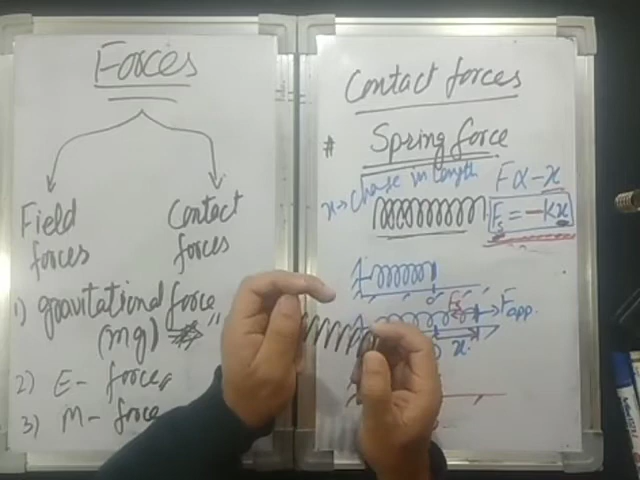 Forces
Field
forces
Contact
forces
1) gravitational force
(mg)
2) E- forces
3) M- force
Contact forces
# Spring force
x→ Chase in length
F α -x
Fs = -kx
Fs
Fapp.
x